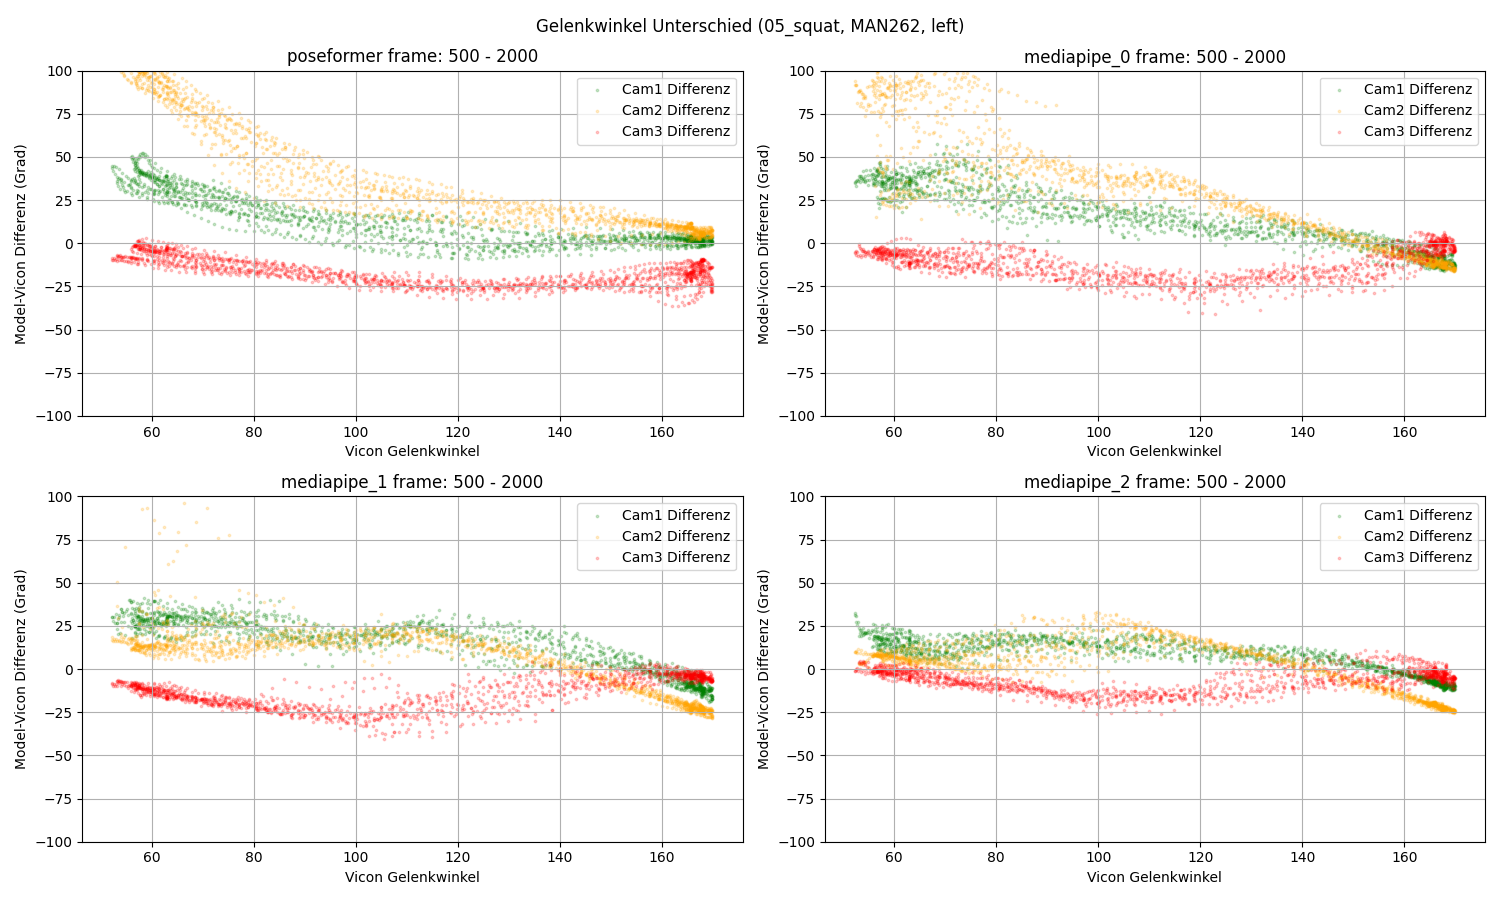 Gelenkwinkel Unterschied (05_squat, MAN262, left)
poseformer frame: 500 - 2000
100
75
50
25
0
−25
−50
−75
−100
Model-Vicon Differenz (Grad)
Cam1 Differenz
Cam2 Differenz
Cam3 Differenz
60 80 100 120 140 160
Vicon Gelenkwinkel
mediapipe_0 frame: 500 - 2000
100
75
50
25
0
−25
−50
−75
−100
Model-Vicon Differenz (Grad)
Cam1 Differenz
Cam2 Differenz
Cam3 Differenz
60 80 100 120 140 160
Vicon Gelenkwinkel
mediapipe_1 frame: 500 - 2000
100
75
50
25
0
−25
−50
−75
−100
Model-Vicon Differenz (Grad)
Cam1 Differenz
Cam2 Differenz
Cam3 Differenz
60 80 100 120 140 160
Vicon Gelenkwinkel
mediapipe_2 frame: 500 - 2000
100
75
50
25
0
−25
−50
−75
−100
Model-Vicon Differenz (Grad)
Cam1 Differenz
Cam2 Differenz
Cam3 Differenz
60 80 100 120 140 160
Vicon Gelenkwinkel